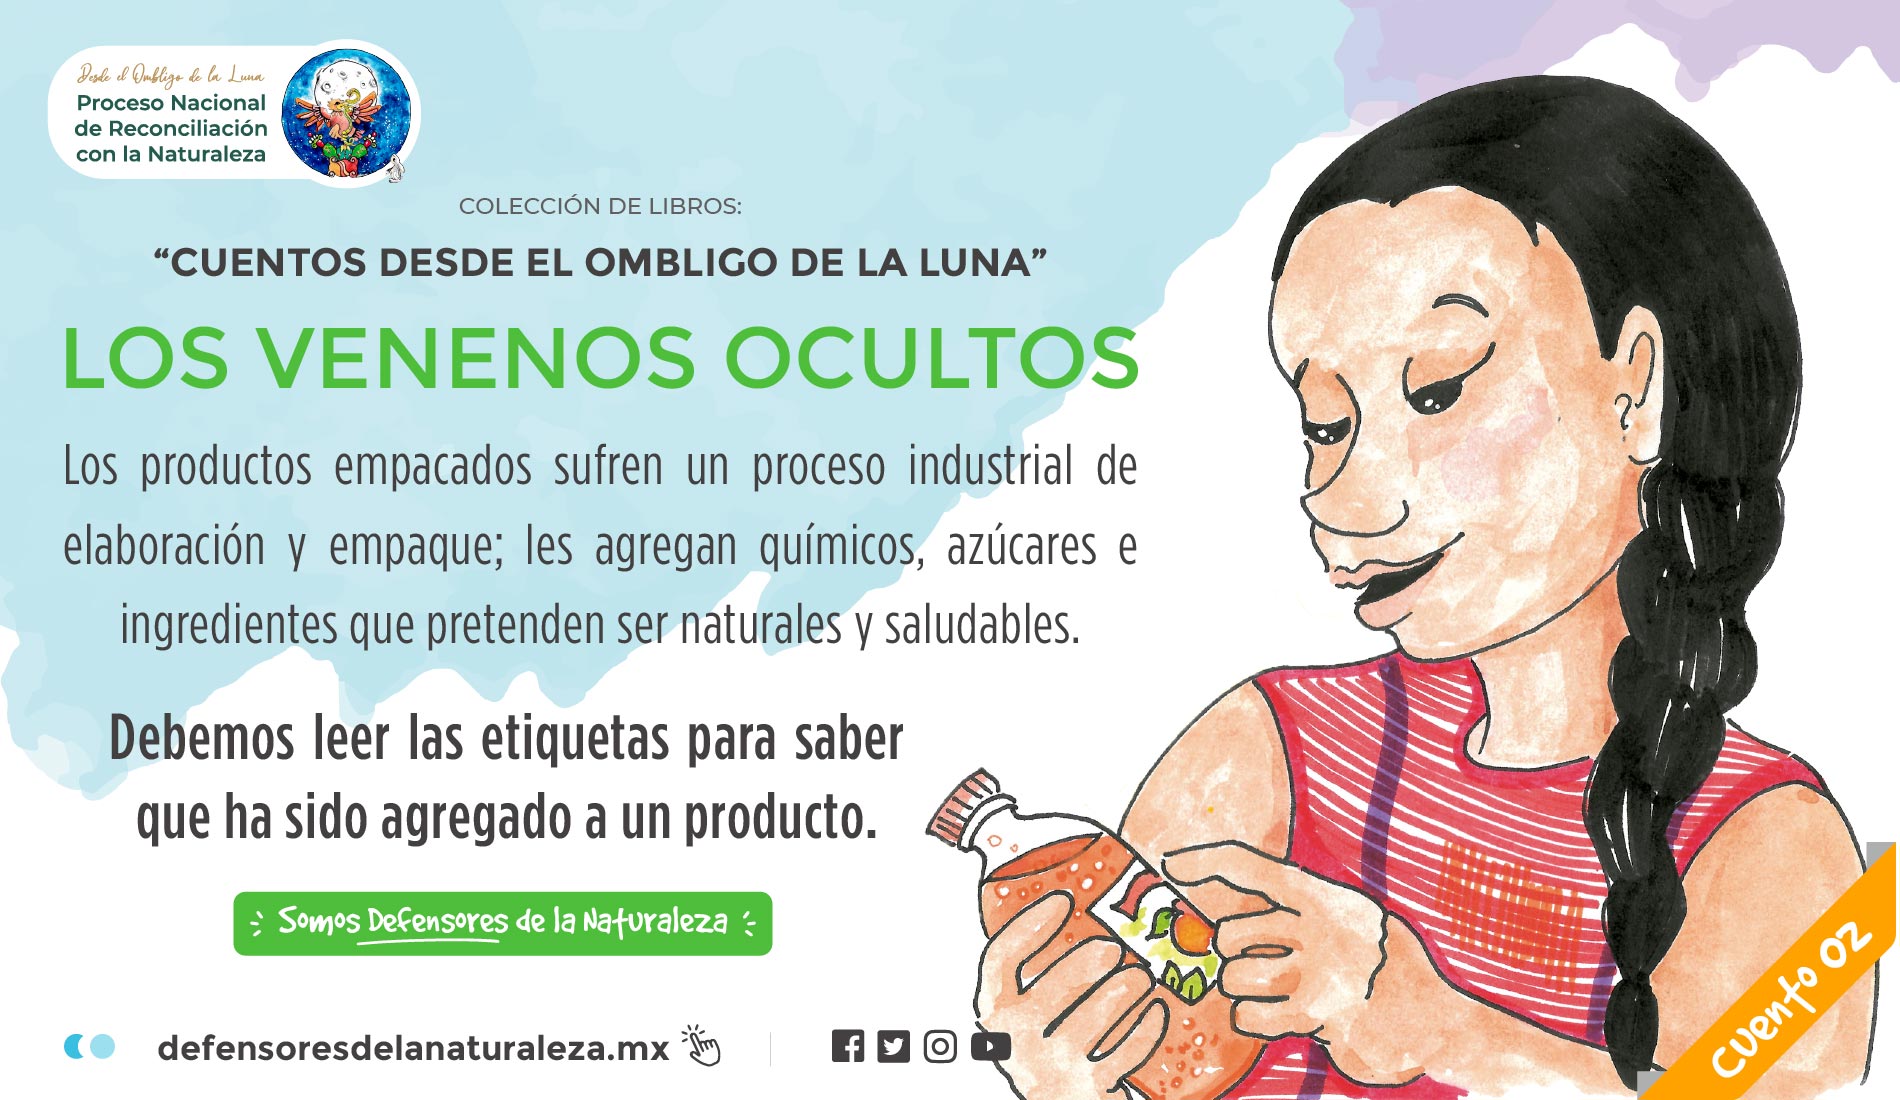 Desde el Ombligo de la Luna
Proceso Nacional
de Reconciliación
con la Naturaleza
COLECCIÓN DE LIBROS:
“CUENTOS DESDE EL OMBLIGO DE LA LUNA”
LOS VENENOS OCULTOS
Los productos empacados sufren un proceso industrial de
elaboración y empaque; les agregan químicos, azúcares e
ingredientes que pretenden ser naturales y saludables.
Debemos leer las etiquetas para saber
que ha sido agregado a un producto.
Somos Defensores de la Naturaleza
defensoresdelanaturaleza.mx
Cuento 02